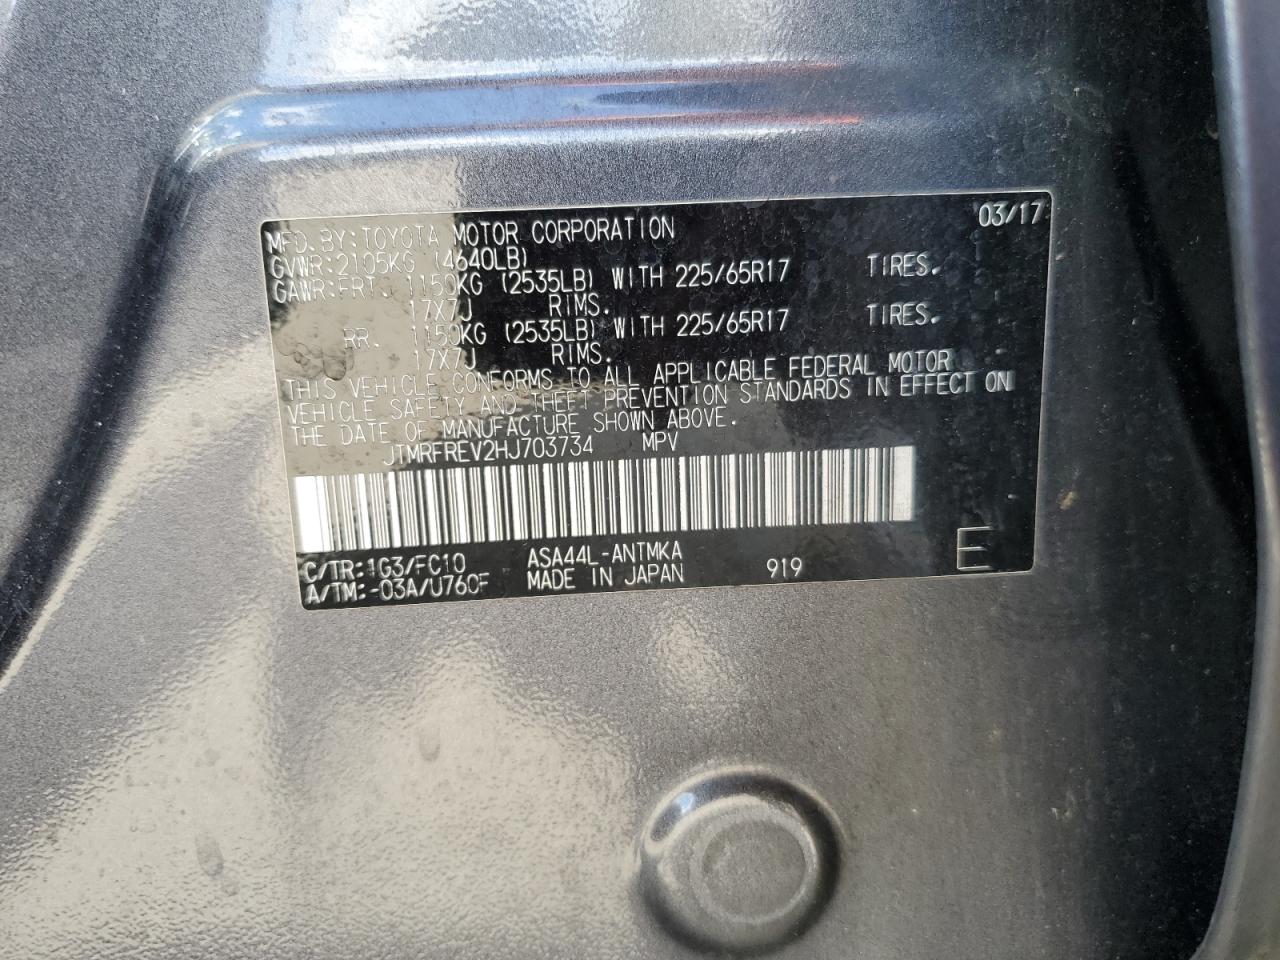 MFD. BY: TOYOTA MOTOR CORPORATION 03/17
GVWR: 2105KG (4640LB)
GAWR: FRT. 1150KG (2535LB) WITH 225/65R17 TIRES.
17X7J RIMS.
RR. 1150KG (2535LB) WITH 225/65R17 TIRES.
17X7J RIMS.
THIS VEHICLE CONFORMS TO ALL APPLICABLE FEDERAL MOTOR
VEHICLE SAFETY AND THEFT PREVENTION STANDARDS IN EFFECT ON
THE DATE OF MANUFACTURE SHOWN ABOVE.
JTMRFREV2HJ703734 MPV
C/TR: 1G3/FC10 ASA44L-ANTMKA
A/TM: -03A/U760F MADE IN JAPAN 919 E